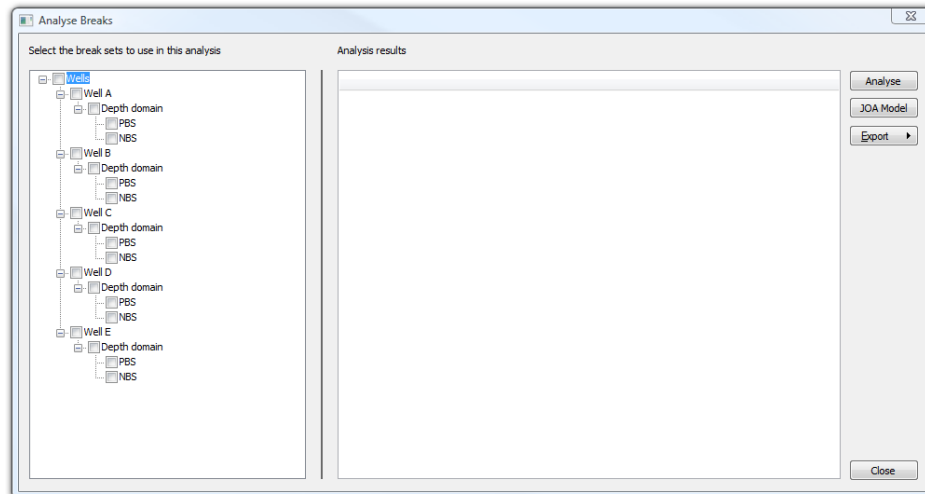 Analyse Breaks
Select the break sets to use in this analysis
Analysis results
Wells
Well A
Depth domain
PBS
NBS
Well B
Depth domain
PBS
NBS
Well C
Depth domain
PBS
NBS
Well D
Depth domain
PBS
NBS
Well E
Depth domain
PBS
NBS
Analyse
JOA Model
Export
Close